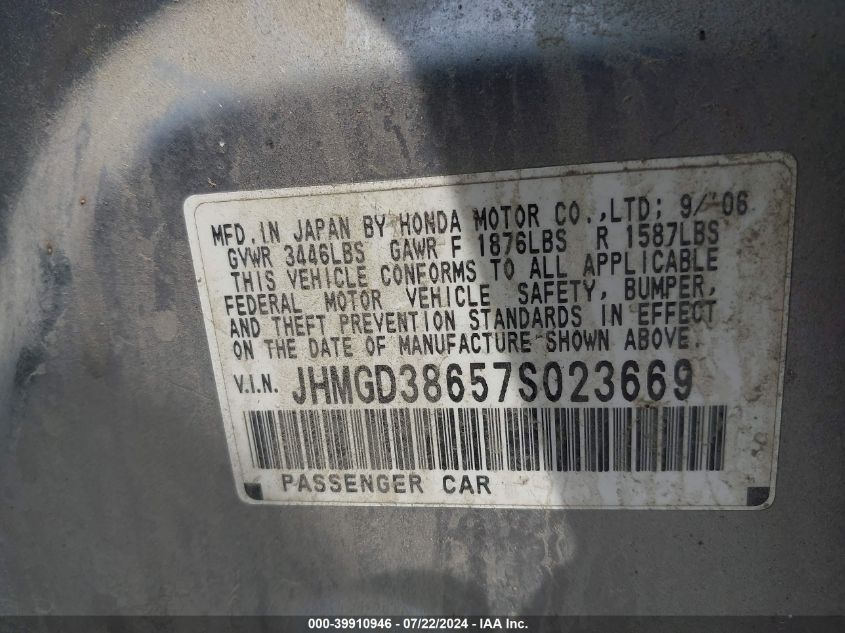 MFD. IN JAPAN BY HONDA MOTOR CO.,LTD; 9/'06
GVWR 3446LBS GAWR F 1876LBS R 1587LBS
THIS VEHICLE CONFORMS TO ALL APPLICABLE
FEDERAL MOTOR VEHICLE SAFETY, BUMPER,
AND THEFT PREVENTION STANDARDS IN EFFECT
ON THE DATE OF MANUFACTURE SHOWN ABOVE.
V.I.N. JHMGD38657S023669
PASSENGER CAR
000-39910946 - 07/22/2024 - IAA Inc.